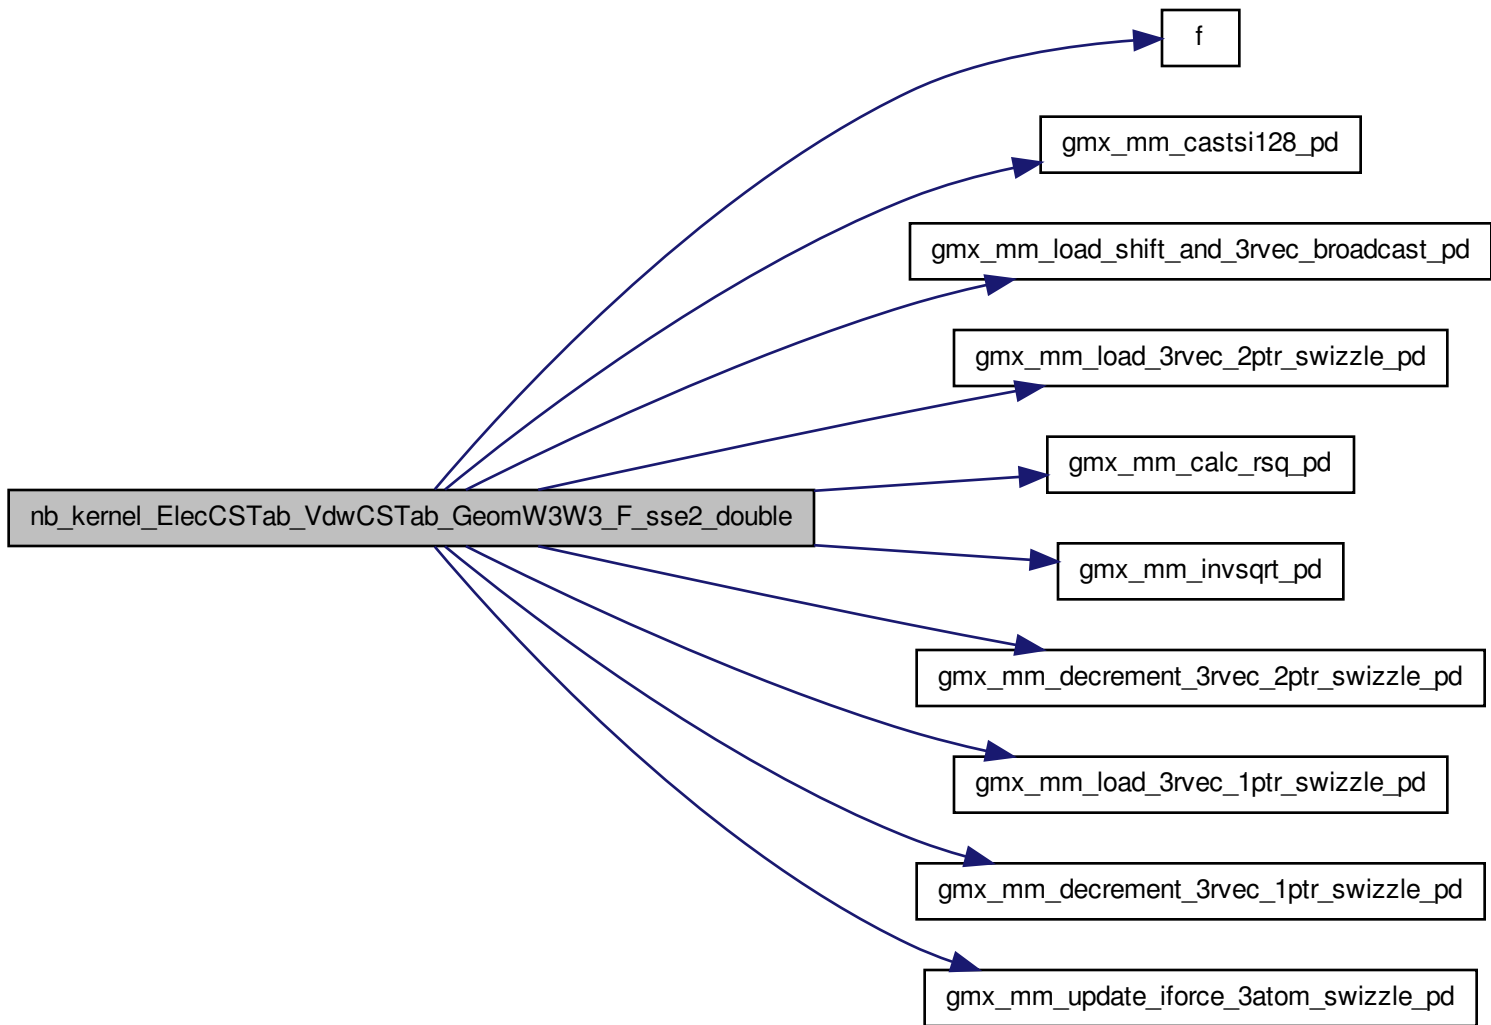 f
gmx_mm_castsi128_pd
gmx_mm_load_shift_and_3rvec_broadcast_pd
gmx_mm_load_3rvec_2ptr_swizzle_pd
gmx_mm_calc_rsq_pd
nb_kernel_ElecCSTab_VdwCSTab_GeomW3W3_F_sse2_double
gmx_mm_invsqrt_pd
gmx_mm_decrement_3rvec_2ptr_swizzle_pd
gmx_mm_load_3rvec_1ptr_swizzle_pd
gmx_mm_decrement_3rvec_1ptr_swizzle_pd
gmx_mm_update_iforce_3atom_swizzle_pd